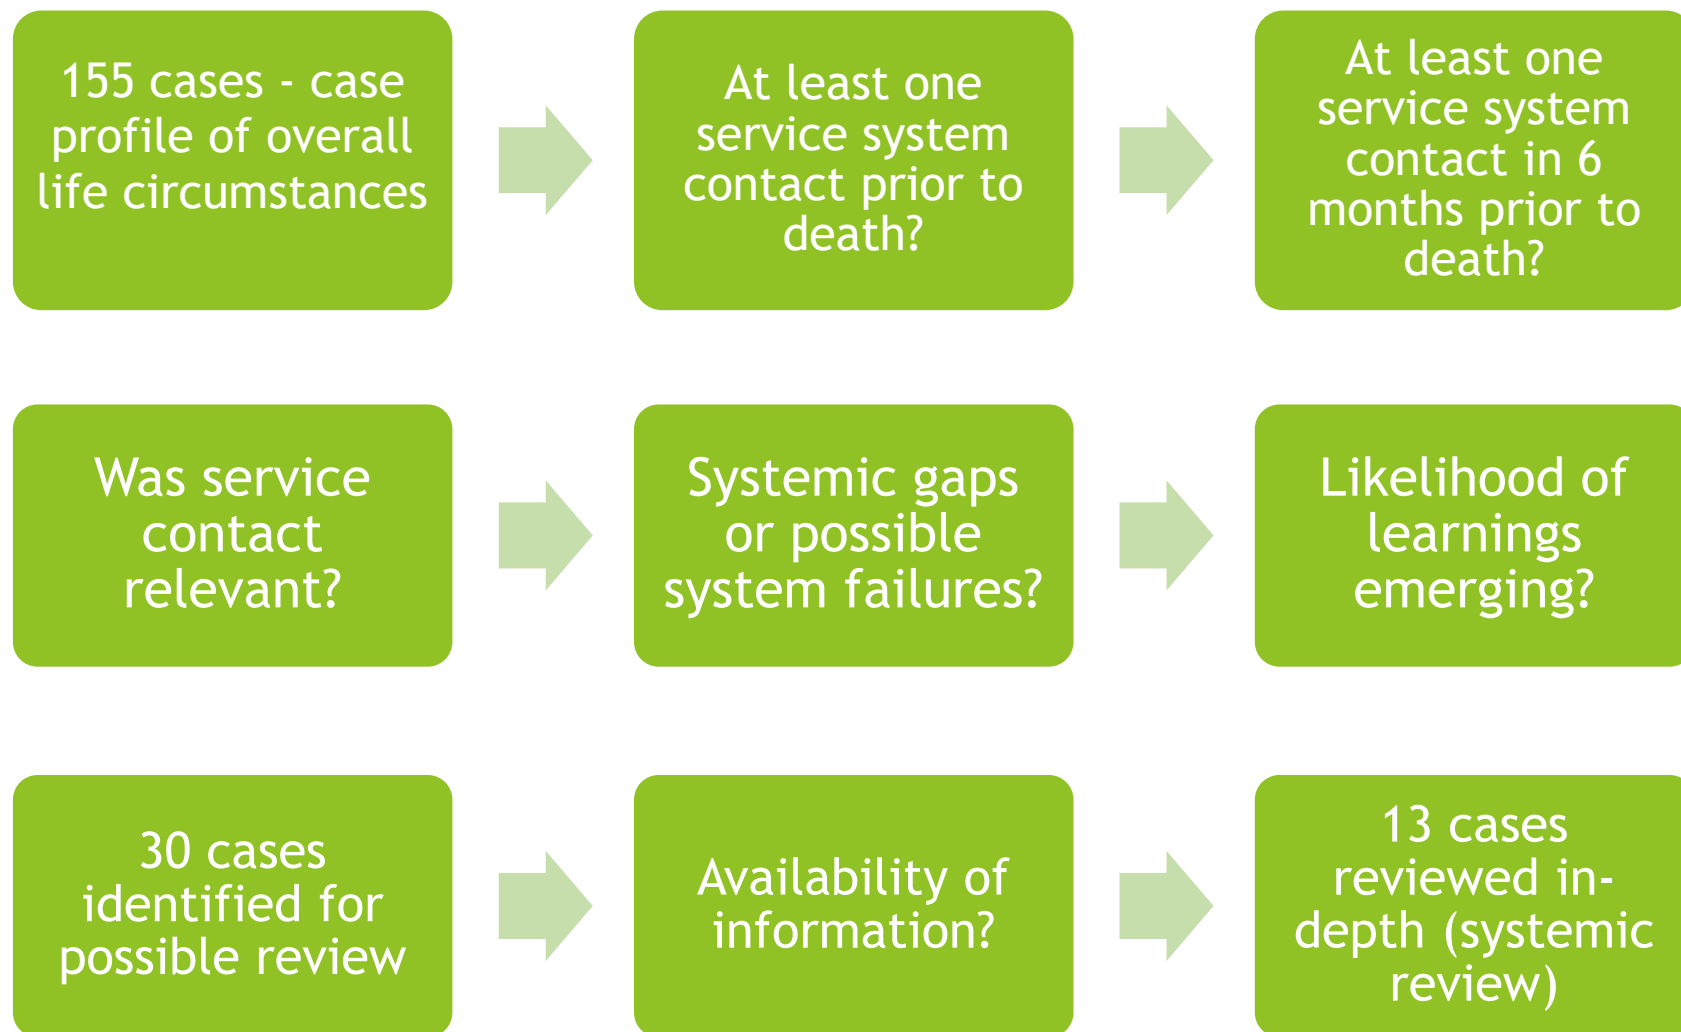 155 cases - case
profile of overall
life circumstances
At least one
service system
contact prior to
death?
At least one
service system
contact in 6
months prior to
death?
Was service
contact
relevant?
Systemic gaps
or possible
system failures?
Likelihood of
learnings
emerging?
30 cases
identified for
possible review
Availability of
information?
13 cases
reviewed in-
depth (systemic
review)